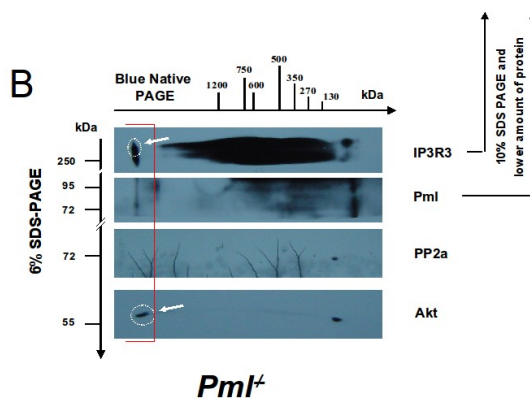 B
Blue Native
PAGE
1200
750
600
500
350
270
130
kDa
kDa
250
95
72
72
55
6% SDS-PAGE
IP3R3
Pml
PP2a
Akt
10% SDS PAGE and
lower amount of protein
Pml-/-